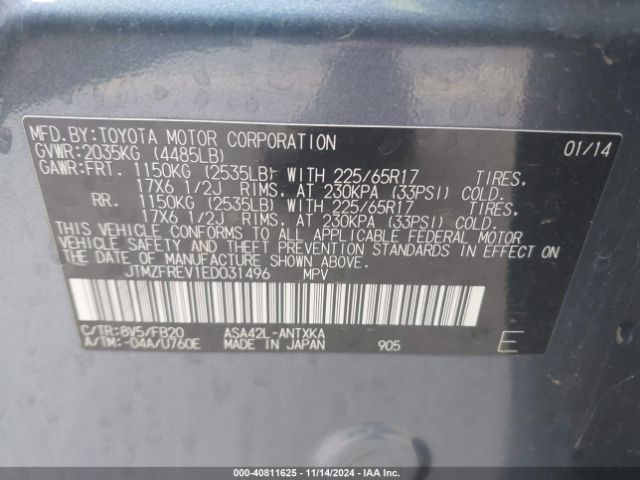 MFD.BY:TOYOTA MOTOR CORPORATION 01/14
GVWR:2035KG (4485LB)
GAWR:FRT. 1150KG (2535LB) WITH 225/65R17 TIRES,
17X6 1/2J RIMS, AT 230KPA (33PSI) COLD.
RR. 1150KG (2535LB) WITH 225/65R17 TIRES,
17X6 1/2J RIMS, AT 230KPA (33PSI) COLD.
THIS VEHICLE CONFORMS TO ALL APPLICABLE FEDERAL MOTOR
VEHICLE SAFETY AND THEFT PREVENTION STANDARDS IN EFFECT ON
THE DATE OF MANUFACTURE SHOWN ABOVE.
JTMZFREV1ED031496 MPV
C/TR:8V5/FB20 ASA42L-ANTXKA
A/TM:-04A/U760E MADE IN JAPAN 905 E
000-40811625 - 11/14/2024 - IAA Inc.